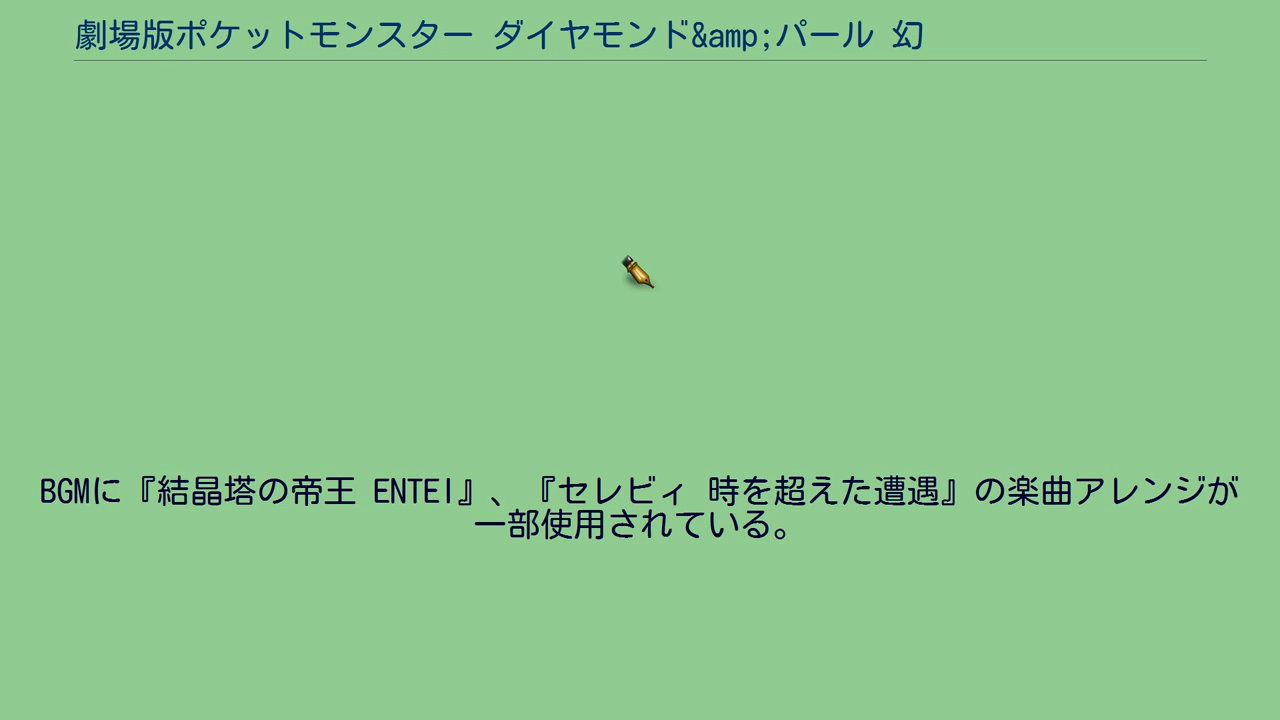 劇場版ポケットモンスター ダイヤモンド&amp;パール 幻
BGMに『結晶塔の帝王 ENTEI』、『セレビィ 時を超えた遭遇』の楽曲アレンジが
一部使用されている。